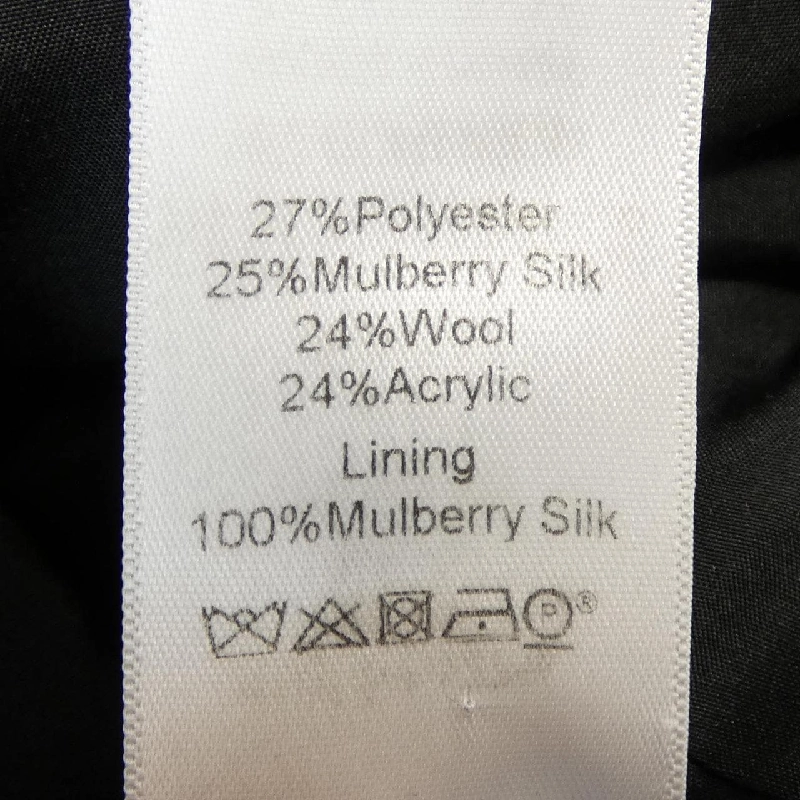 27%Polyester
25%Mulberry Silk
24%Wool
24%Acrylic
Lining
100%Mulberry Silk
P ®